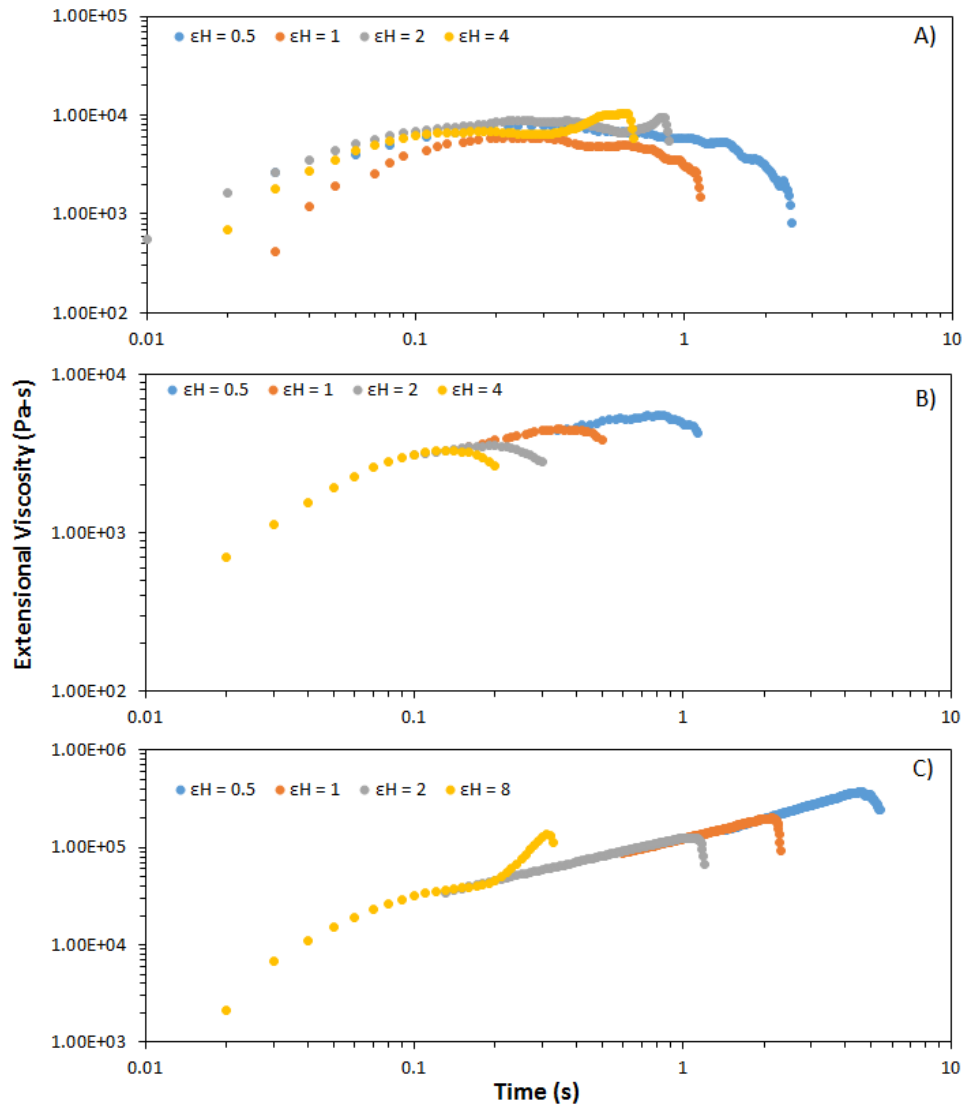 1.00E+05
εH = 0.5 εH = 1 εH = 2 εH = 4
A)
1.00E+04
1.00E+03
1.00E+02
0.01 0.1 1 10
1.00E+04
εH = 0.5 εH = 1 εH = 2 εH = 4
B)
1.00E+03
1.00E+02
0.01 0.1 1 10
Extensional Viscosity (Pa-s)
1.00E+06
C)
εH = 0.5 εH = 1 εH = 2 εH = 8
1.00E+05
1.00E+04
1.00E+03
0.01 0.1 1 10
Time (s)